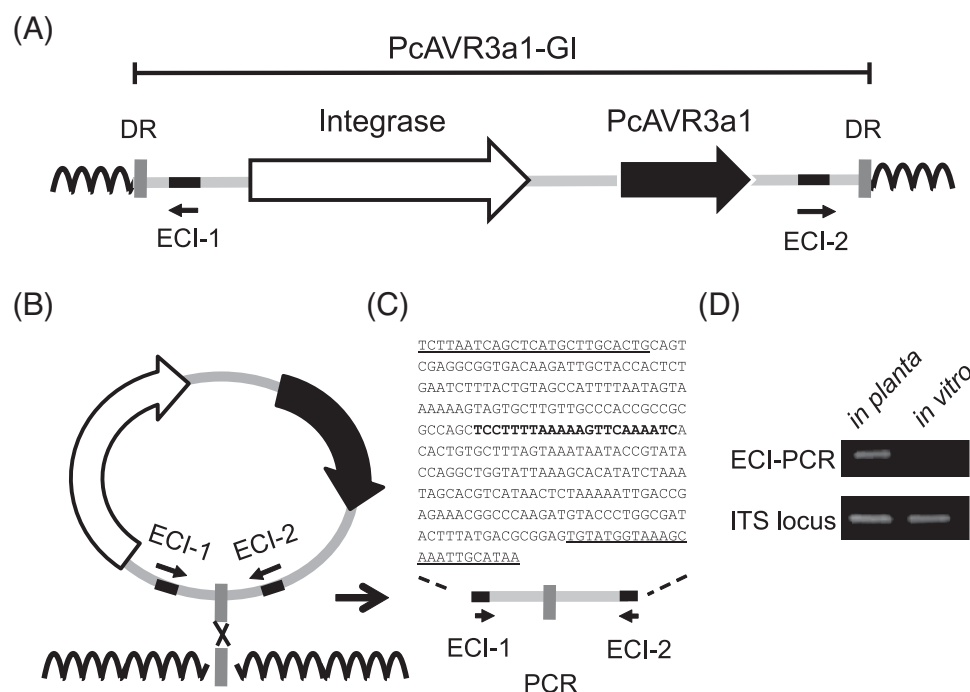 (A)
PcAVR3a1-GI
DR
Integrase
PcAVR3a1
DR
ECI-1
ECI-2
(B)
ECI-1
ECI-2
(C)
TCTTAATCAGCTCATGCTTGCACTGCAGT
CGAGGCGGTGACAAGATTGCTACCACTCT
GAATCTTTACTGTAGCCATTTTAATAGTA
AAAAAGTAGTGCTTGTTGCCCACCGCCGC
GCCAGCTCCTTTTAAAAAGTTCAAAATCA
CACTGTGCTTTAGTAAATAATACCGTATA
CCAGGCTGGTATTAAAGCACATATCTAAA
TAGCACGTCATAACTCTAAAAATTGACCG
AGAAACGGCCCAAGATGTACCCTGGCGAT
ACTTTATGACGCGGAGTGTATGGTAAAGC
AAATTGCATAA
ECI-1
ECI-2
PCR
(D)
in planta
in vitro
ECI-PCR
ITS locus